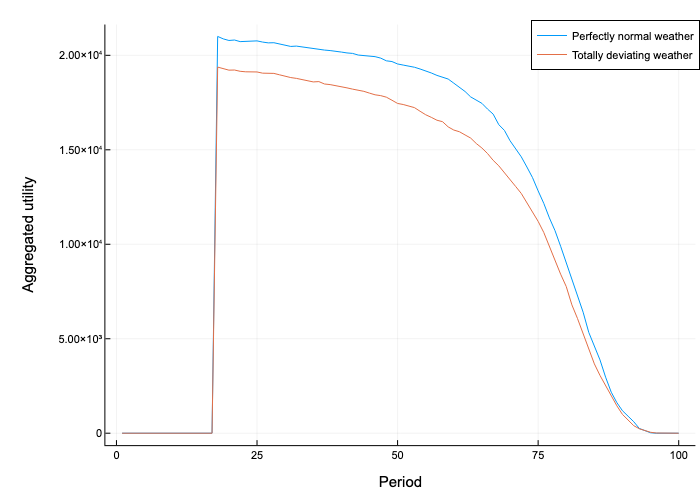 Perfectly normal weather
Totally deviating weather
2.00×10⁴
1.50×10⁴
1.00×10⁴
5.00×10³
0
Aggregated utility
0 25 50 75 100
Period